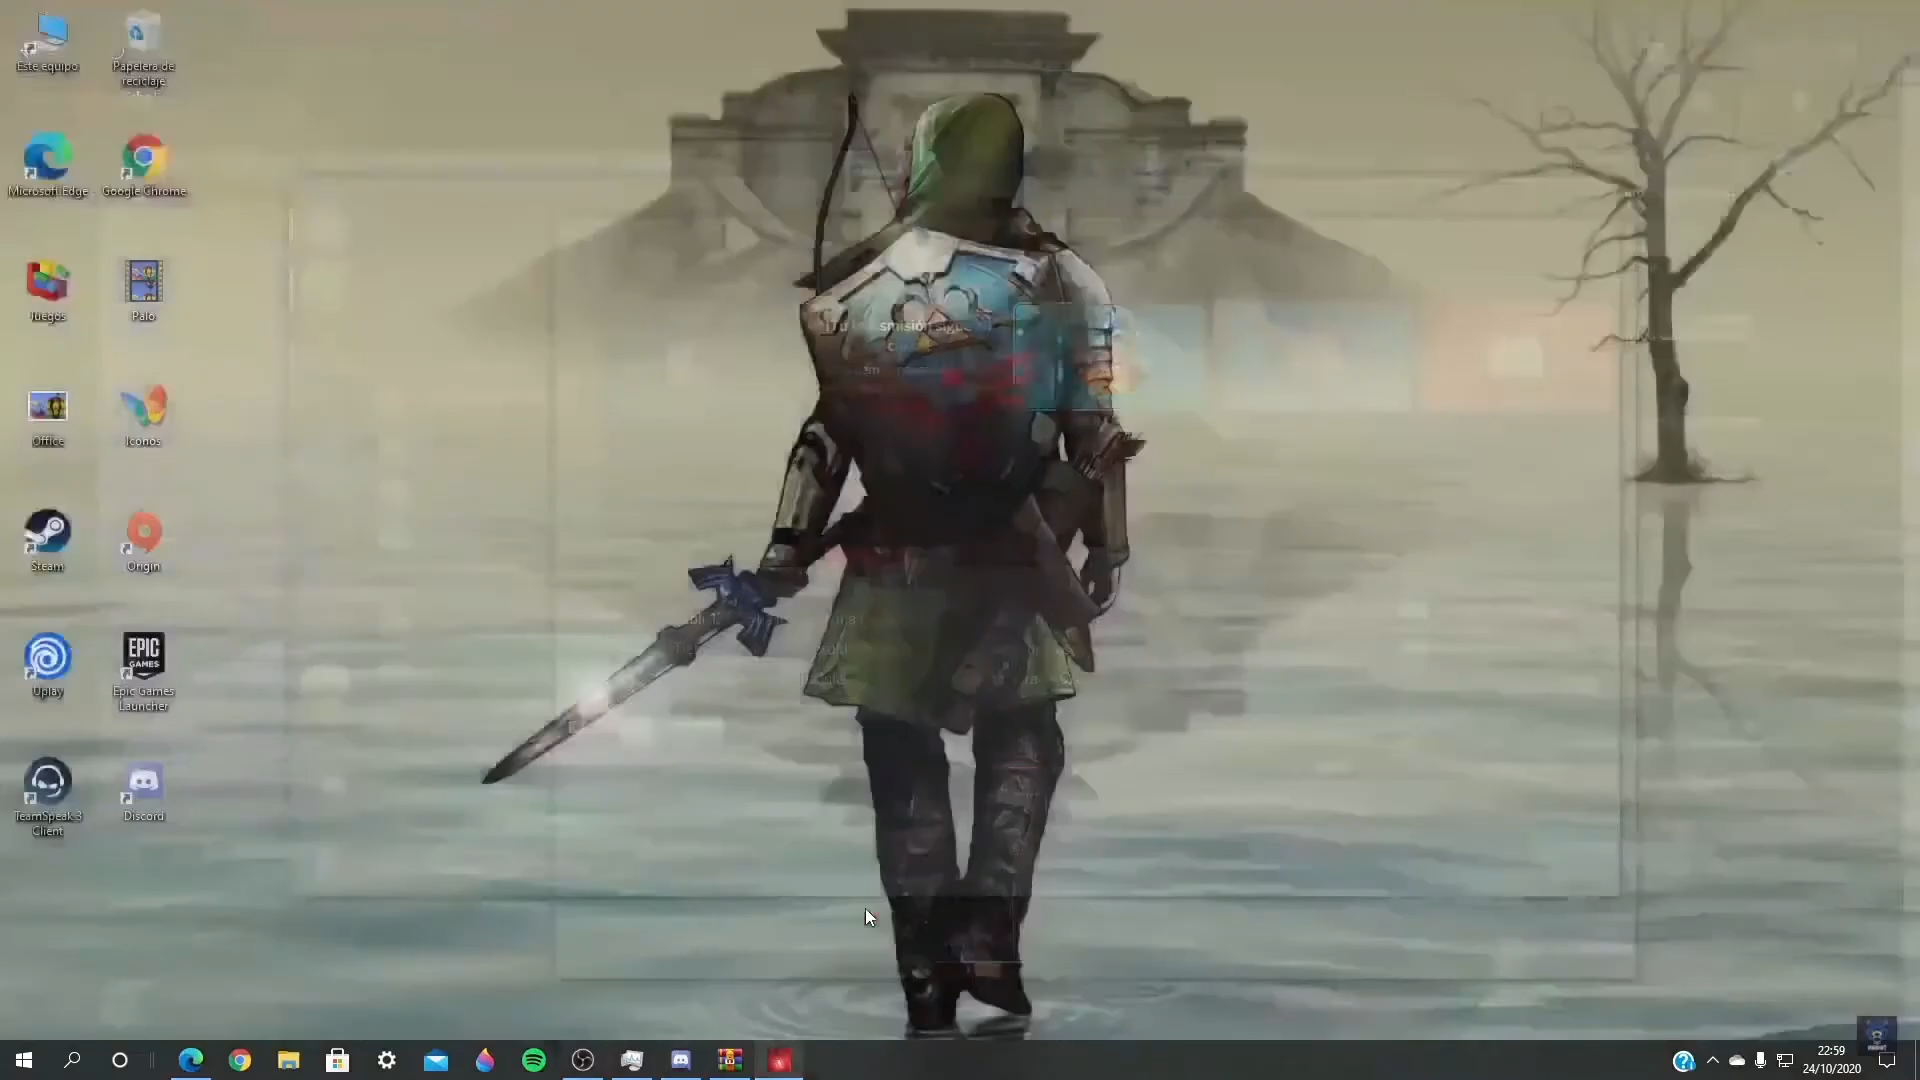 Este equipo
Papelera de
reciclaje
Microsoft Edge
Google Chrome
Juegos
Palo
Office
Iconos
Steam
Origin
Uplay
EPIC
GAMES
Epic Games
Launcher
TeamSpeak 3
Client
Discord
22:59
24/10/2020